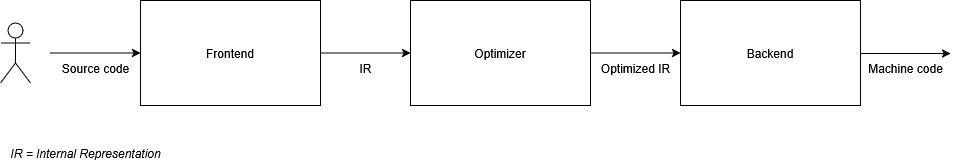 Frontend
Optimizer
Backend
Source code
IR
Optimized IR
Machine code
IR = Internal Representation